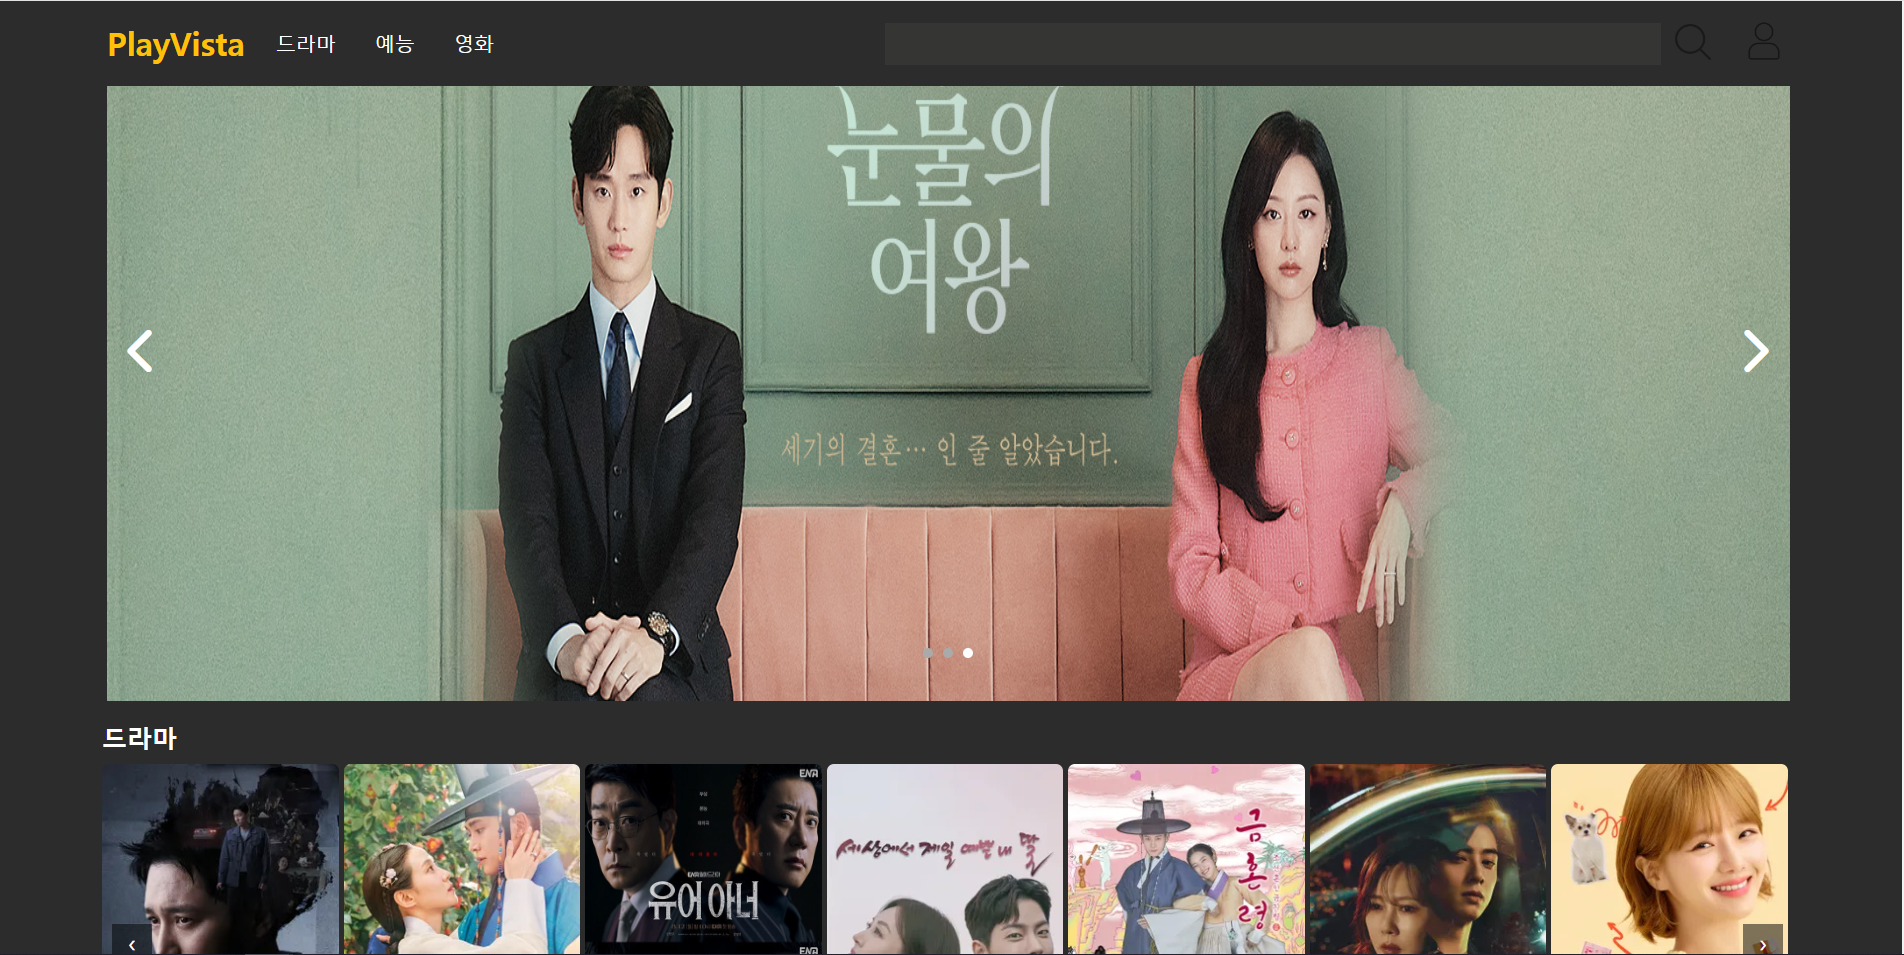 PlayVista 드라마 예능 영화
눈물의
여왕
세기의 결혼… 인 줄 알았습니다.
드라마
ENA
유어아너
ENA
세상에서 제일 예쁜 내 딸
금
혼
령